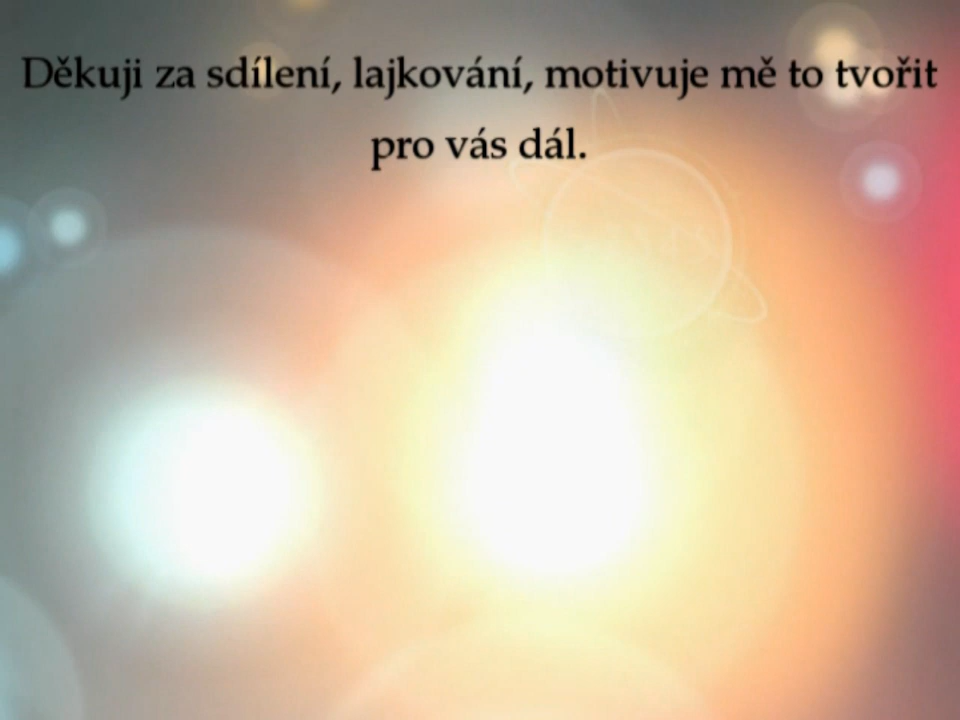 Děkuji za sdílení, lajkování, motivuje mě to tvořit
pro vás dál.